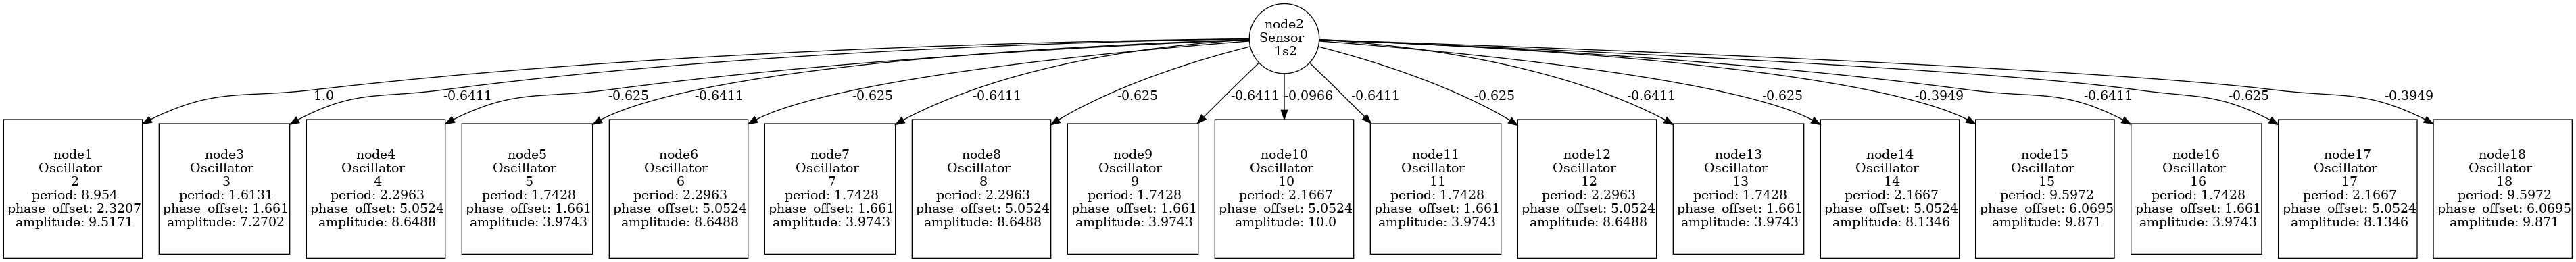 node2
Sensor
1s2
1.0
-0.6411
-0.625
-0.6411
-0.625
-0.6411
-0.625
-0.6411
-0.0966
-0.6411
-0.625
-0.6411
-0.625
-0.3949
-0.6411
-0.625
-0.3949
node1
Oscillator
2
period: 8.954
phase_offset: 2.3207
amplitude: 9.5171
node3
Oscillator
3
period: 1.6131
phase_offset: 1.661
amplitude: 7.2702
node4
Oscillator
4
period: 2.2963
phase_offset: 5.0524
amplitude: 8.6488
node5
Oscillator
5
period: 1.7428
phase_offset: 1.661
amplitude: 3.9743
node6
Oscillator
6
period: 2.2963
phase_offset: 5.0524
amplitude: 8.6488
node7
Oscillator
7
period: 1.7428
phase_offset: 1.661
amplitude: 3.9743
node8
Oscillator
8
period: 2.2963
phase_offset: 5.0524
amplitude: 8.6488
node9
Oscillator
9
period: 1.7428
phase_offset: 1.661
amplitude: 3.9743
node10
Oscillator
10
period: 2.1667
phase_offset: 5.0524
amplitude: 10.0
node11
Oscillator
11
period: 1.7428
phase_offset: 1.661
amplitude: 3.9743
node12
Oscillator
12
period: 2.2963
phase_offset: 5.0524
amplitude: 8.6488
node13
Oscillator
13
period: 1.7428
phase_offset: 1.661
amplitude: 3.9743
node14
Oscillator
14
period: 2.1667
phase_offset: 5.0524
amplitude: 8.1346
node15
Oscillator
15
period: 9.5972
phase_offset: 6.0695
amplitude: 9.871
node16
Oscillator
16
period: 1.7428
phase_offset: 1.661
amplitude: 3.9743
node17
Oscillator
17
period: 2.1667
phase_offset: 5.0524
amplitude: 8.1346
node18
Oscillator
18
period: 9.5972
phase_offset: 6.0695
amplitude: 9.871